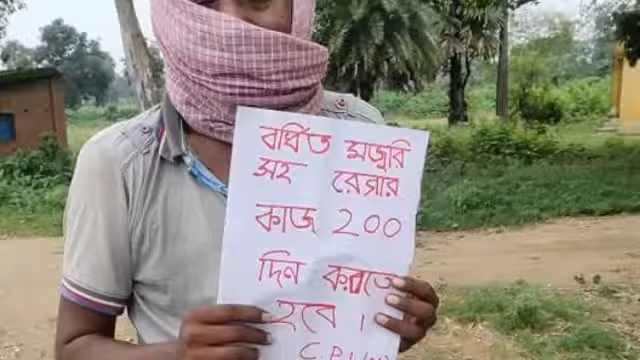 বর্ধিত মজুরি
সহ রেগার
কাজ 200
দিন করতে
হবে।
C.P.I.(M)